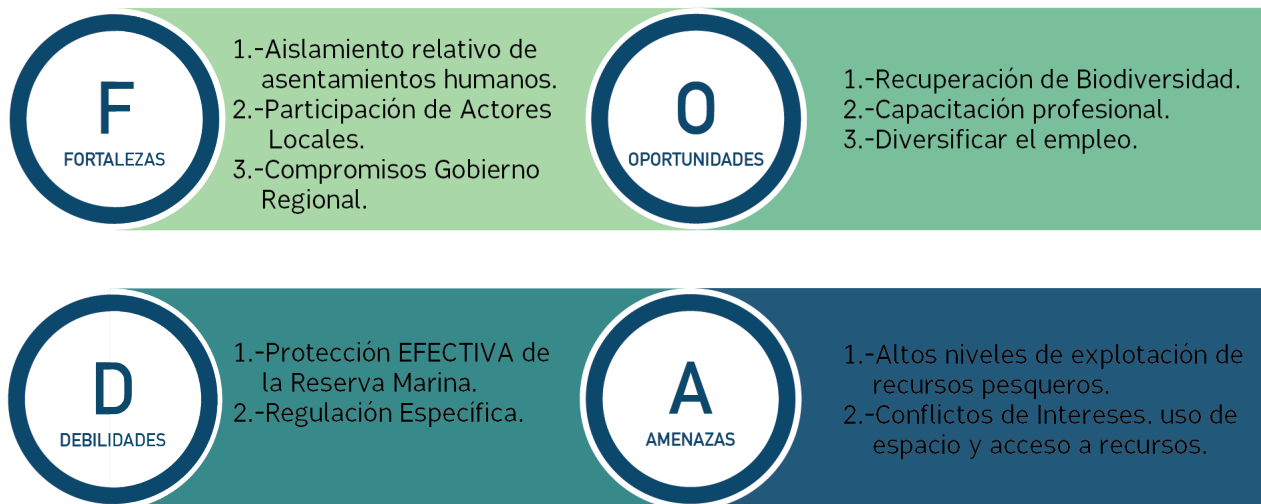 F
FORTALEZAS
1.-Aislamiento relativo de
asentamientos humanos.
2.-Participación de Actores
Locales.
3.-Compromisos Gobierno
Regional.
O
OPORTUNIDADES
1.-Recuperación de Biodiversidad.
2.-Capacitación profesional.
3.-Diversificar el empleo.
D
DEBILIDADES
1.-Protección EFECTIVA de
la Reserva Marina.
2.-Regulación Específica.
A
AMENAZAS
1.-Altos niveles de explotación de
recursos pesqueros.
2.-Conflictos de Intereses. uso de
espacio y acceso a recursos.